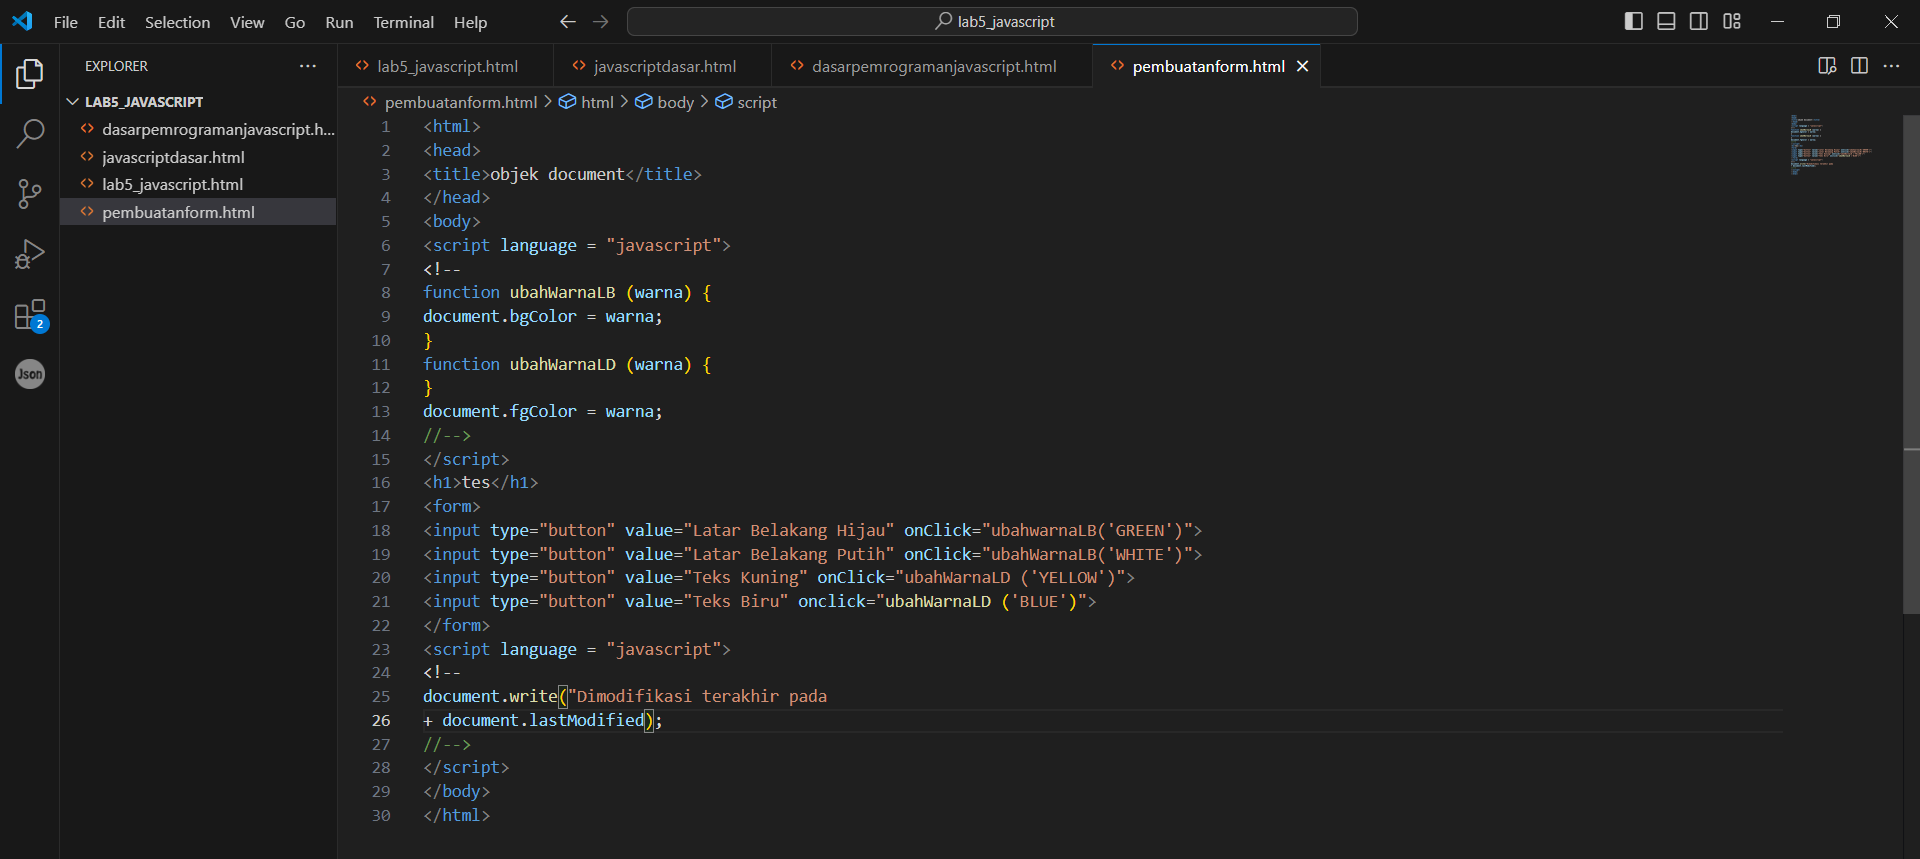 File Edit Selection View Go Run Terminal Help
lab5_javascript
EXPLORER
LAB5_JAVASCRIPT
dasarpemrogramanjavascript.h...
javascriptdasar.html
lab5_javascript.html
pembuatanform.html
2
Json
lab5_javascript.html
javascriptdasar.html
dasarpemrogramanjavascript.html
pembuatanform.html
pembuatanform.html > html > body > script
1 <html>
2 <head>
3 <title>objek document</title>
4 </head>
5 <body>
6 <script language = "javascript">
7 <!--
8 function ubahWarnaLB (warna) {
9 document.bgColor = warna;
10 }
11 function ubahWarnaLD (warna) {
12 }
13 document.fgColor = warna;
14 //-->
15 </script>
16 <h1>tes</h1>
17 <form>
18 <input type="button" value="Latar Belakang Hijau" onClick="ubahwarnaLB('GREEN')">
19 <input type="button" value="Latar Belakang Putih" onClick="ubahWarnaLB('WHITE')">
20 <input type="button" value="Teks Kuning" onClick="ubahWarnaLD ('YELLOW')">
21 <input type="button" value="Teks Biru" onclick="ubahWarnaLD ('BLUE')">
22 </form>
23 <script language = "javascript">
24 <!--
25 document.write("Dimodifikasi terakhir pada
26 + document.lastModified);
27 //-->
28 </script>
29 </body>
30 </html>